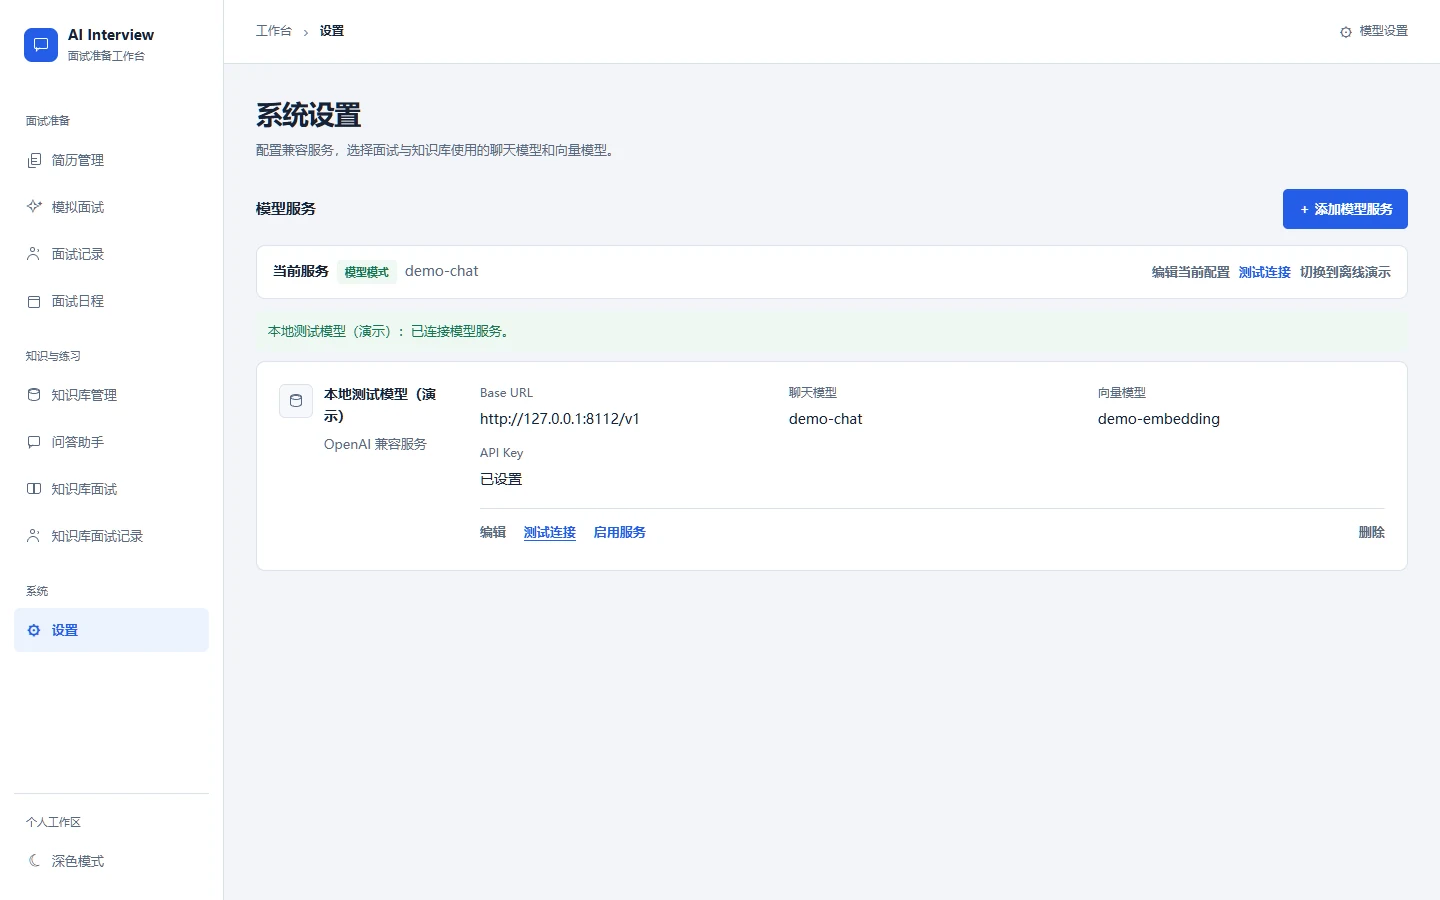 AI Interview
面试准备工作台
面试准备
简历管理
模拟面试
面试记录
面试日程
知识与练习
知识库管理
问答助手
知识库面试
知识库面试记录
系统
设置
个人工作区
深色模式
工作台 › 设置
模型设置
系统设置
配置兼容服务，选择面试与知识库使用的聊天模型和向量模型。
模型服务
+ 添加模型服务
当前服务 模型模式 demo-chat
编辑当前配置 测试连接 切换到离线演示
本地测试模型（演示）：已连接模型服务。
本地测试模型（演
示）
OpenAI 兼容服务
Base URL
http://127.0.0.1:8112/v1
聊天模型
demo-chat
向量模型
demo-embedding
API Key
已设置
编辑 测试连接 启用服务 删除